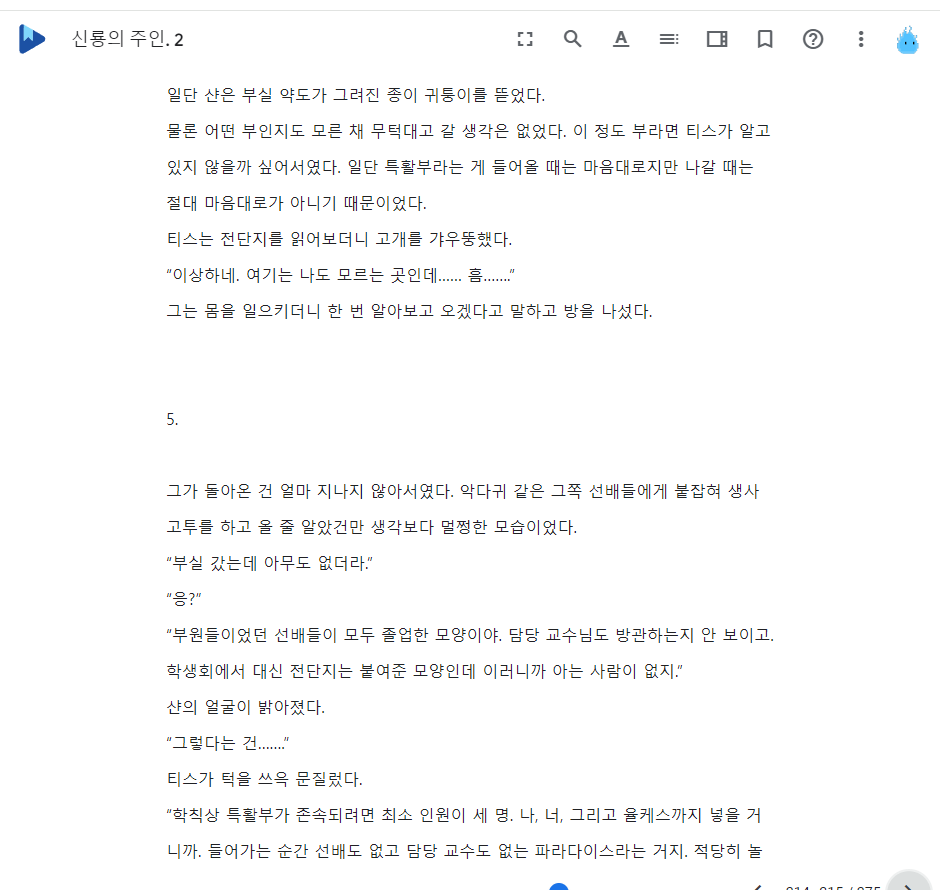 신룡의 주인. 2
일단 샨은 부실 약도가 그려진 종이 귀퉁이를 뜯었다.
물론 어떤 부인지도 모른 채 무턱대고 갈 생각은 없었다. 이 정도 부라면 티스가 알고
있지 않을까 싶어서였다. 일단 특활부라는 게 들어올 때는 마음대로지만 나갈 때는
절대 마음대로가 아니기 때문이었다.
티스는 전단지를 읽어보더니 고개를 갸우뚱했다.
“이상하네. 여기는 나도 모르는 곳인데...... 흠.......”
그는 몸을 일으키더니 한 번 알아보고 오겠다고 말하고 방을 나섰다.
5.
그가 돌아온 건 얼마 지나지 않아서였다. 악다귀 같은 그쪽 선배들에게 붙잡혀 생사
고투를 하고 올 줄 알았건만 생각보다 멀쩡한 모습이었다.
“부실 갔는데 아무도 없더라.”
“응?”
“부원들이었던 선배들이 모두 졸업한 모양이야. 담당 교수님도 방관하는지 안 보이고.
학생회에서 대신 전단지는 붙여준 모양인데 이러니까 아는 사람이 없지.”
샨의 얼굴이 밝아졌다.
“그렇다는 건.......”
티스가 턱을 쓰윽 문질렀다.
“학칙상 특활부가 존속되려면 최소 인원이 세 명. 나, 너, 그리고 율케스까지 넣을 거
니까. 들어가는 순간 선배도 없고 담당 교수도 없는 파라다이스라는 거지. 적당히 놀